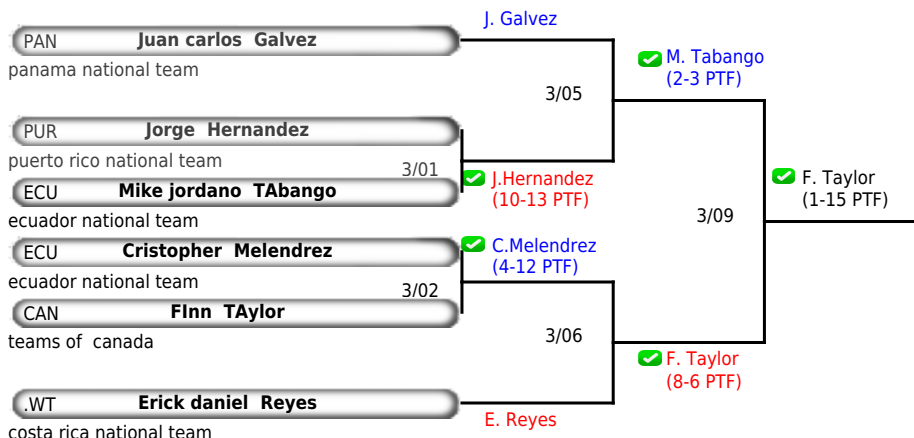 J. Galvez
PAN Juan carlos Galvez
panama national team
M. Tabango
(2-3 PTF)
3/05
PUR Jorge Hernandez
puerto rico national team
3/01
J.Hernandez
(10-13 PTF)
ECU Mike jordano TAbango
ecuador national team
F. Taylor
(1-15 PTF)
3/09
ECU Cristopher Melendrez
ecuador national team
C.Melendrez
(4-12 PTF)
3/02
CAN FInn TAylor
teams of canada
3/06
F. Taylor
(8-6 PTF)
.WT Erick daniel Reyes
costa rica national team
E. Reyes